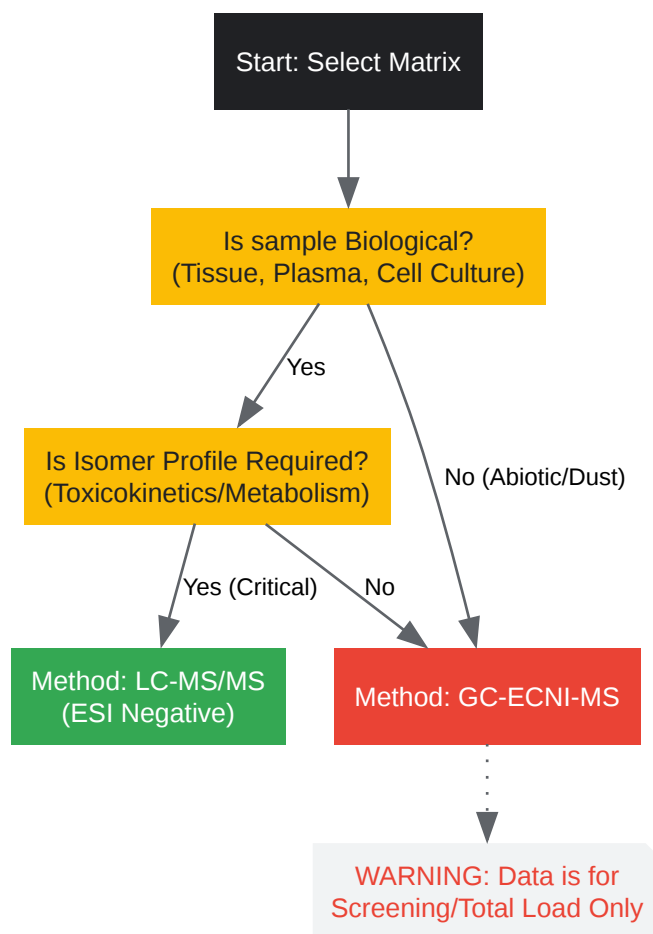 Start: Select Matrix
Is sample Biological?
(Tissue, Plasma, Cell Culture)
Yes
Is Isomer Profile Required?
(Toxicokinetics/Metabolism)
No (Abiotic/Dust)
Yes (Critical)
No
Method: LC-MS/MS
(ESI Negative)
Method: GC-ECNI-MS
WARNING: Data is for
Screening/Total Load Only